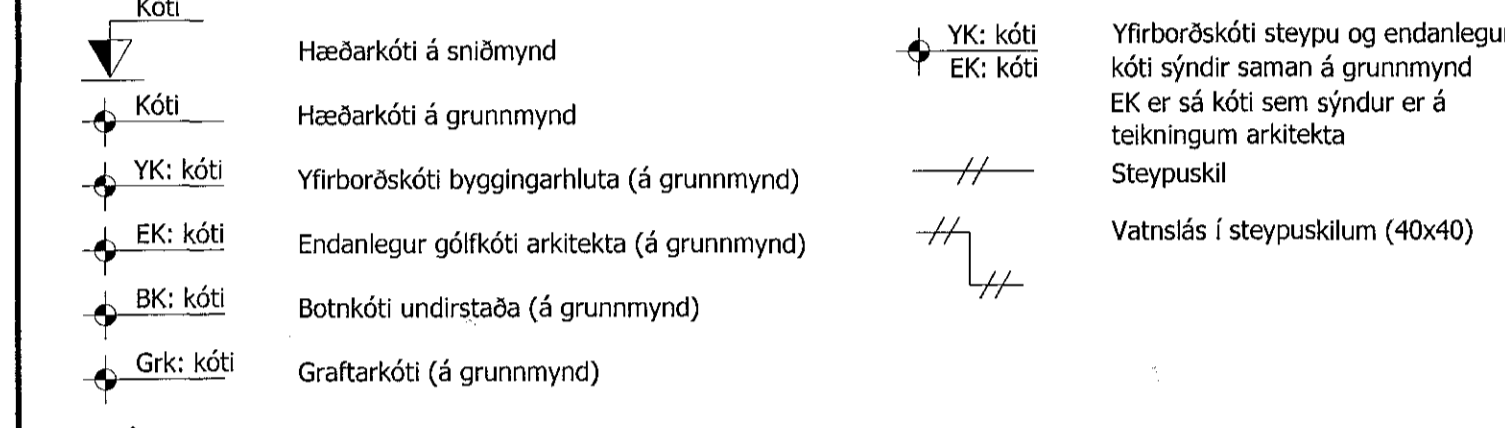 Kóti
Hæðarkóti á sniðmynd
Kóti
Hæðarkóti á grunnmynd
YK: kóti
Yfirborðskóti byggingarhluta (á grunnmynd)
EK: kóti
Endanlegur gólfkóti arkitekta (á grunnmynd)
BK: kóti
Botnkóti undirstaða (á grunnmynd)
Grk: kóti
Graftarkóti (á grunnmynd)
YK: kóti
EK: kóti
Yfirborðskóti steypu og endanlegur
kóti sýndir saman á grunnmynd
EK er sá kóti sem sýndur er á
teikningum arkitekta
Steypuskil
Vatnslás í steypuskilum (40x40)